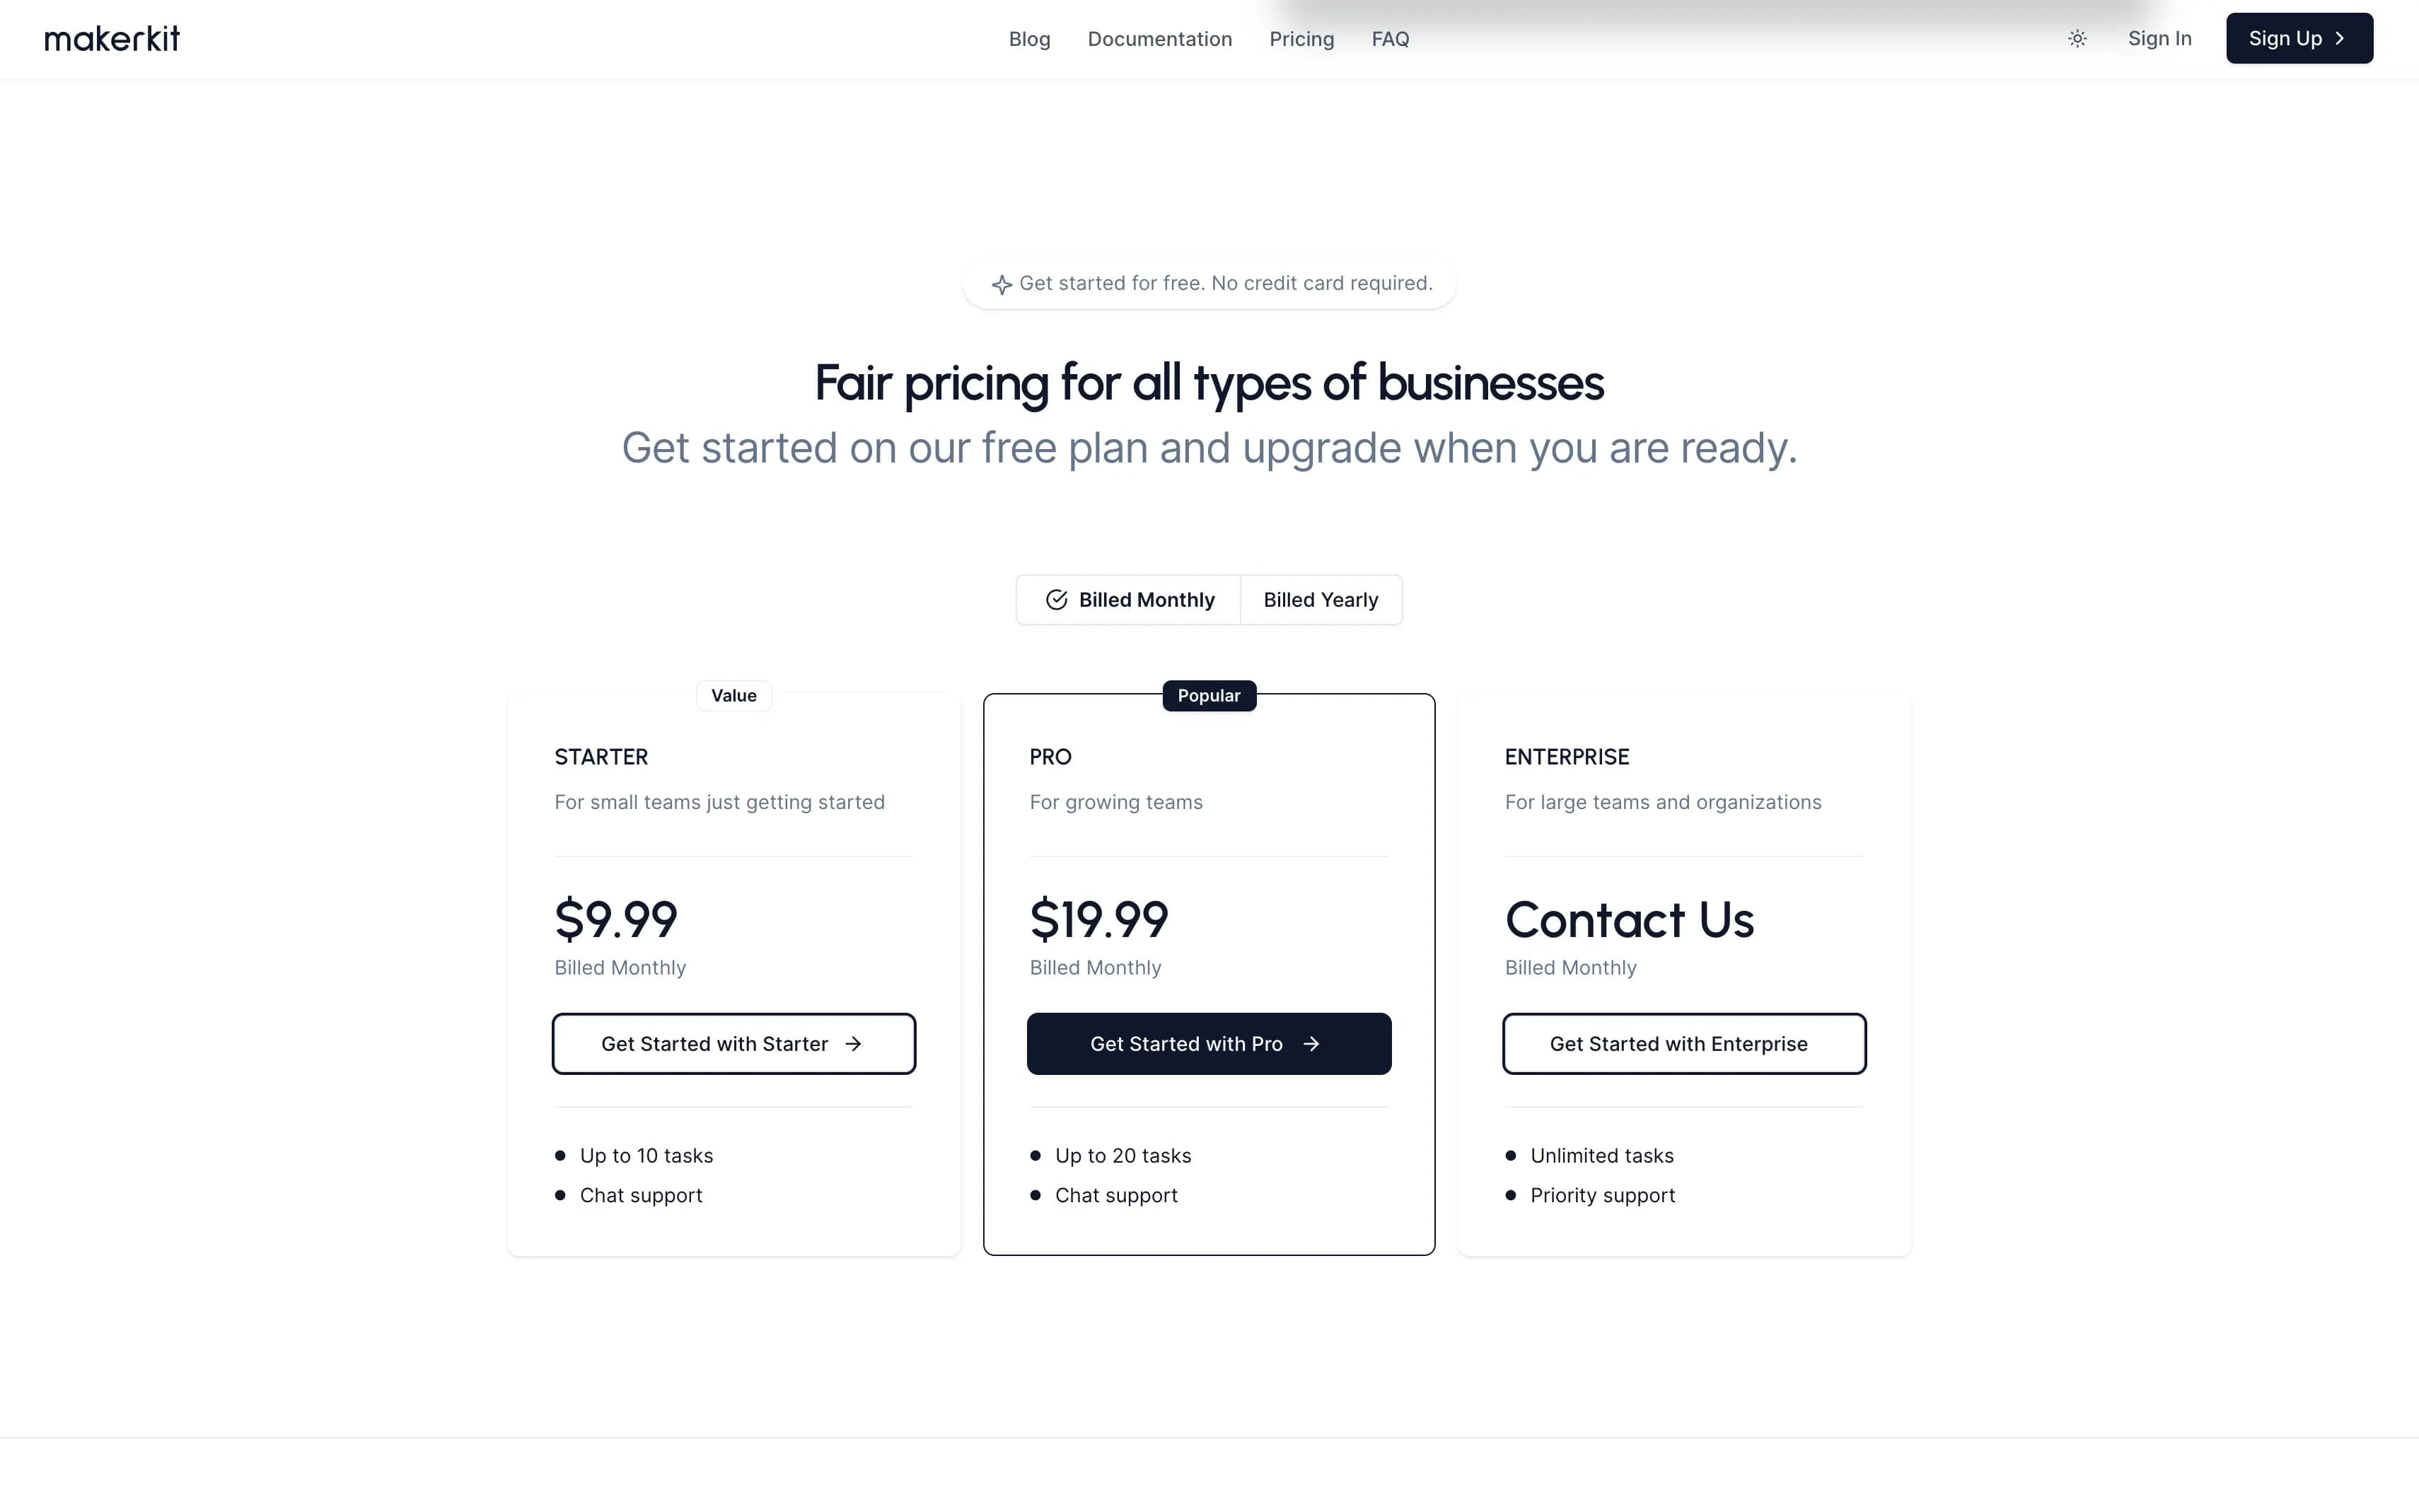 makerkit
Blog
Documentation
Pricing
FAQ
Sign In
Sign Up
Get started for free. No credit card required.
Fair pricing for all types of businesses
Get started on our free plan and upgrade when you are ready.
Billed Monthly
Billed Yearly
Value
STARTER
For small teams just getting started
$9.99
Billed Monthly
Get Started with Starter
Up to 10 tasks
Chat support
Popular
PRO
For growing teams
$19.99
Billed Monthly
Get Started with Pro
Up to 20 tasks
Chat support
ENTERPRISE
For large teams and organizations
Contact Us
Billed Monthly
Get Started with Enterprise
Unlimited tasks
Priority support